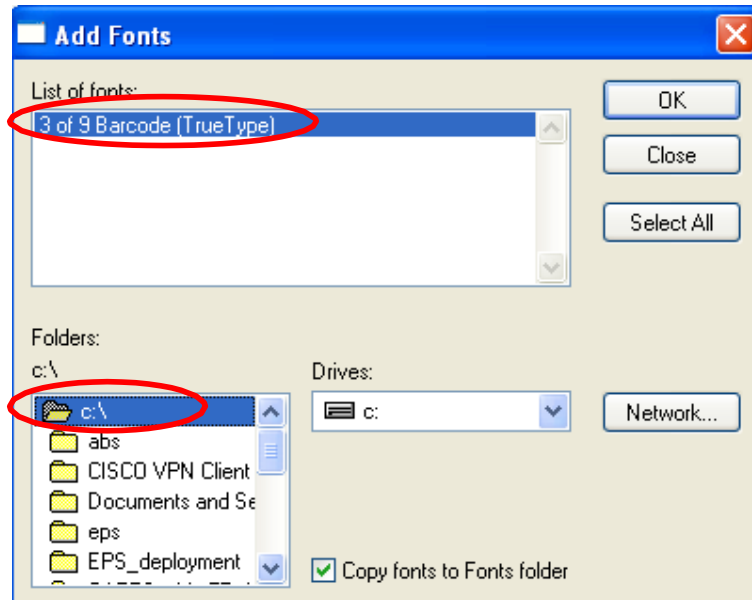 Add Fonts
List of fonts:
3 of 9 Barcode (TrueType)
OK
Close
Select All
Folders:
c:\
Drives:
c:\
c:
Network...
abs
CISCO VPN Client
Documents and Se
eps
EPS_deployment
Copy fonts to Fonts folder